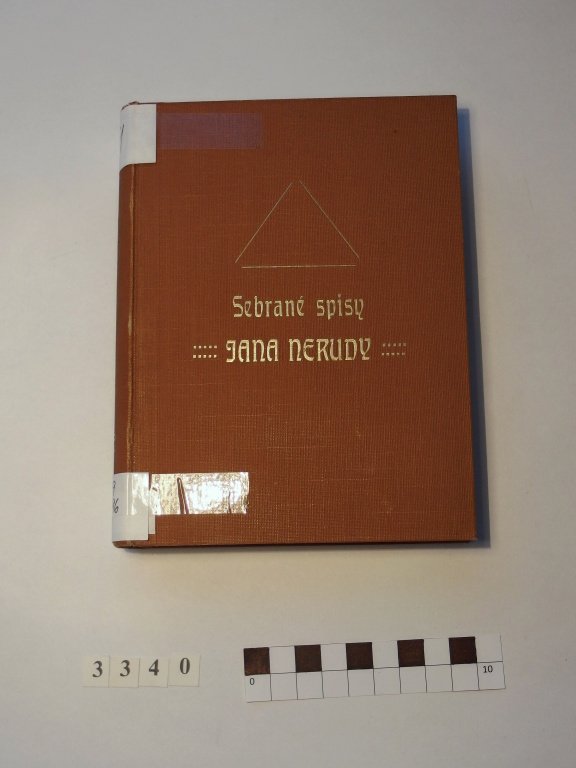 Sebrané spisy
JANA NERUDY
3340
0 10